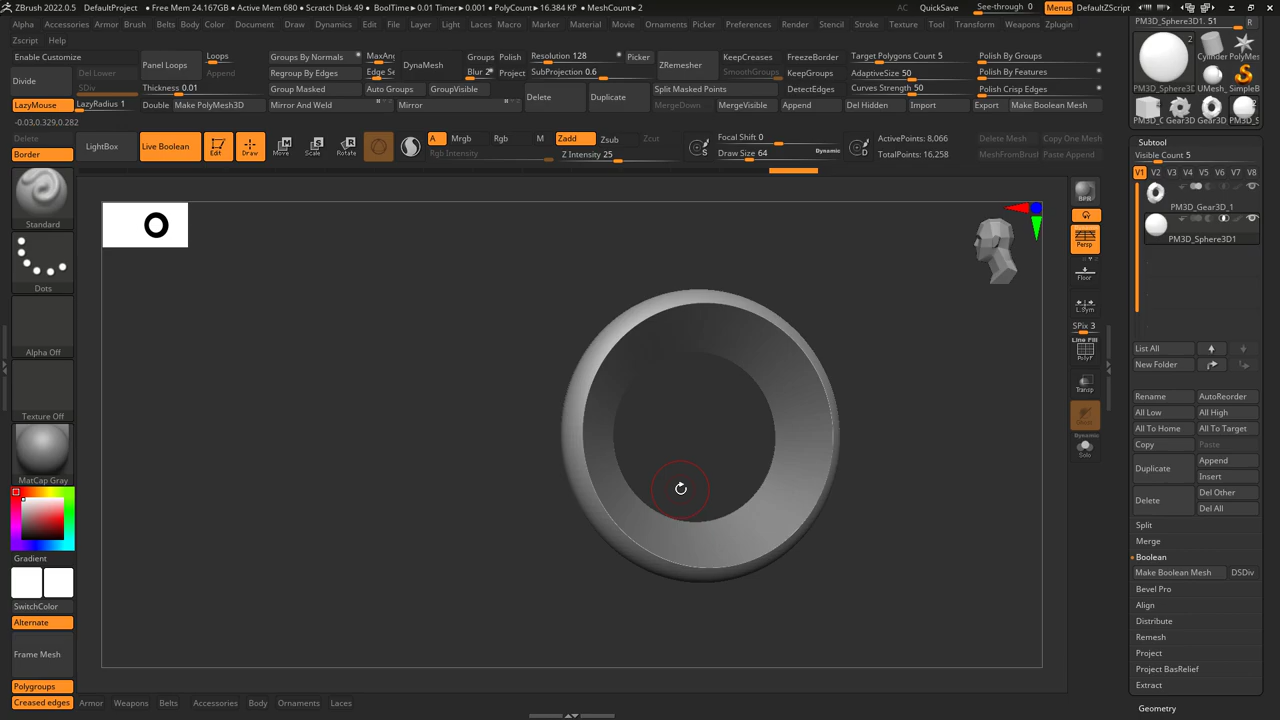 ZBrush 2022.0.5 DefaultProject • Free Mem 24.167GB • Active Mem 680 • Scratch Disk 49 • BoolTime▶0.01 Timer▶0.001 • PolyCount▶16.384 KP • MeshCount▶2 AC QuickSave See-through 0 Menus DefaultZScript
Alpha Accessories Armor Brush Belts Body Color Document Draw Dynamics Edit File Layer Light Laces Macro Marker Material Movie Ornaments Picker Preferences Render Stencil Stroke Texture Tool Transform Weapons Zplugin
Zscript Help
PM3D_Sphere3D1. 51 R
Enable Customize
Divide Del Lower SDiv
Panel Loops Loops Append
Thickness 0.01
Groups By Normals MaxAn
Regroup By Edges Edge Se
Group Masked Auto Groups GroupVisible
DynaMesh Groups Polish
Blur 2 Project
Resolution 128 Picker
SubProjection 0.6
Delete Duplicate
ZRemesher
KeepCreases FreezeBorder
SmoothGroups KeepGroups
Split Masked Points DetectEdges
Target Polygons Count 5 Polish By Groups
AdaptiveSize 50 Polish By Features
Curves Strength 50 Polish Crisp Edges
LazyMouse LazyRadius 1 Double Make PolyMesh3D Mirror And Weld Mirror MergeDown MergeVisible Append Del Hidden Import Export Make Boolean Mesh
-0.03,0.329,0.282
Delete
Border
LightBox
Live Boolean
Edit
Draw
Move
Scale
Rotate
A Mrgb Rgb M
Rgb Intensity
Zadd Zsub Zcut
Z Intensity 25
S
Focal Shift 0
Draw Size 64 Dynamic
D
ActivePoints: 8,066
TotalPoints: 16,258
Delete Mesh Copy One Mesh
MeshFromBrush Paste Append
Standard
Dots
Alpha Off
Texture Off
MatCap Gray
Gradient
SwitchColor
Alternate
Frame Mesh
Polygroups
Creased edges
Armor Weapons Belts Accessories Body Ornaments Laces
BPR
Persp
Floor
L.Sym
SPix 3
Line Fill
PolyF
Transp
Dynamic
Solo
2
PM3D_Sphere3D
Cylinder PolyMes
UMesh_ SimpleB
2
PM3D_C Gear3D Gear3D PM3D_S
Subtool
Visible Count 5
V1 V2 V3 V4 V5 V6 V7 V8
PM3D_Gear3D_1
PM3D_Sphere3D1
List All
New Folder
Rename AutoReorder
All Low All High
All To Home All To Target
Copy Paste
Duplicate Append
Insert
Delete Del Other
Del All
Split
Merge
Boolean
Make Boolean Mesh DSDiv
Bevel Pro
Align
Distribute
Remesh
Project
Project BasRelief
Extract
Geometry